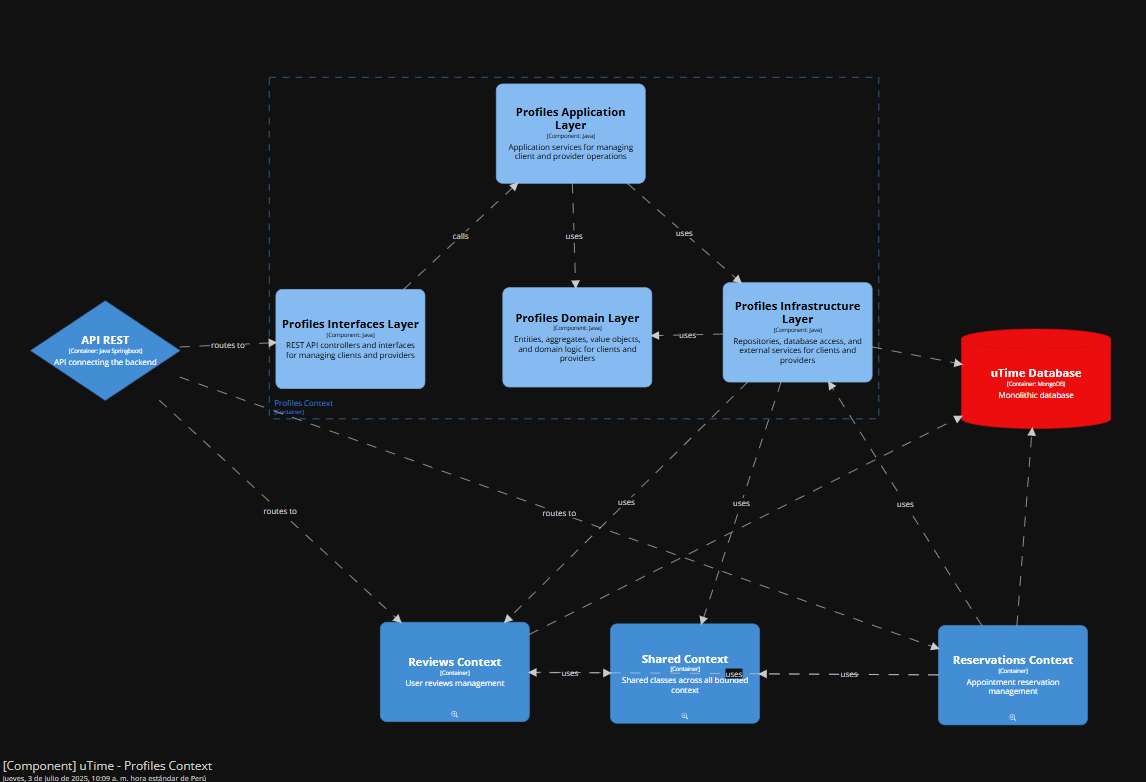 Profiles Application
Layer
[Component: Java]
Application services for managing
client and provider operations
calls
uses
uses
Profiles Interfaces Layer
[Component: Java]
REST API controllers and interfaces
for managing clients and providers
Profiles Domain Layer
[Component: Java]
Entities, aggregates, value objects,
and domain logic for clients and
providers
uses
Profiles Infrastructure
Layer
[Component: Java]
Repositories, database access, and
external services for clients and
providers
API REST
[Container: Java Springboot]
API connecting the backend
routes to
uTime Database
[Container: MongoDB]
Monolithic database
Profiles Context
[Container]
routes to
routes to
uses
uses
uses
Reviews Context
[Container]
User reviews management
uses
Shared Context
[Container]
Shared classes across all bounded
context
uses
uses
Reservations Context
[Container]
Appointment reservation
management
[Component] uTime - Profiles Context
jueves, 3 de julio de 2025, 10:09 a. m. hora estándar de Perú